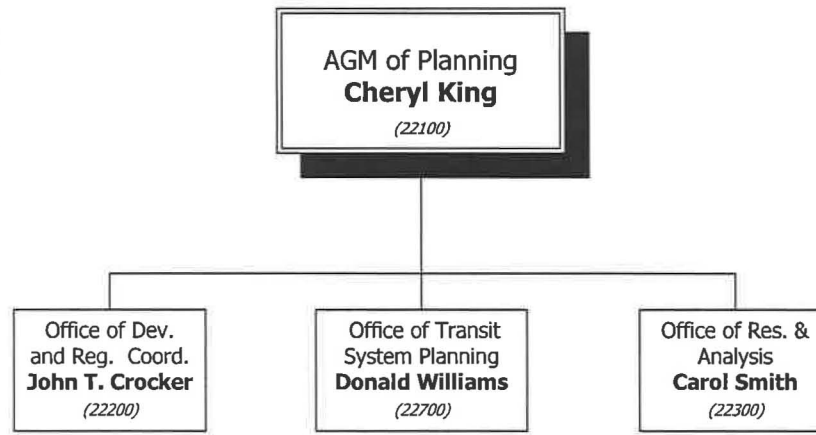 AGM of Planning
Cheryl King
(22100)
Office of Dev.
and Reg. Coord.
John T. Crocker
(22200)
Office of Transit
System Planning
Donald Williams
(22700)
Office of Res. &
Analysis
Carol Smith
(22300)